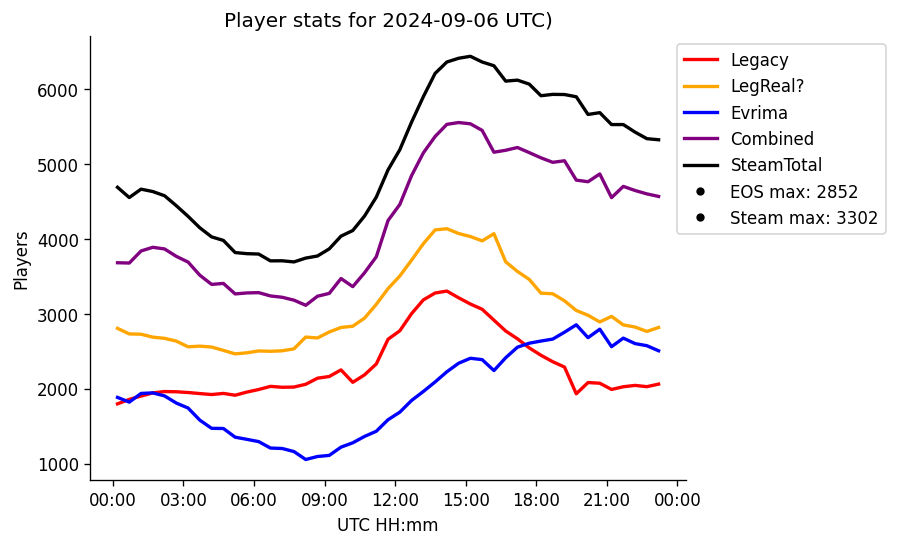 Player stats for 2024-09-06 UTC)
Players
6000
5000
4000
3000
2000
1000
00:00 03:00 06:00 09:00 12:00 15:00 18:00 21:00 00:00
UTC HH:mm
Legacy
LegReal?
Evrima
Combined
SteamTotal
EOS max: 2852
Steam max: 3302